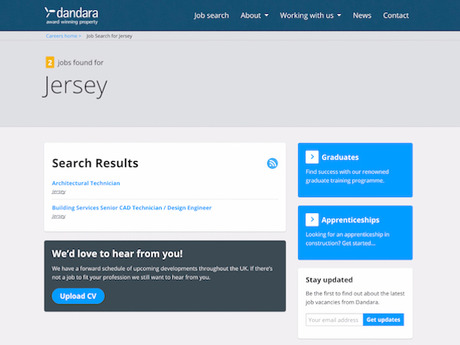 dandara
award winning property
Job search
About
Working with us
News
Contact
Careers home
Job Search for Jersey
2 jobs found for
Jersey
Search Results
Architectural Technician
Jersey
Building Services Senior CAD Technician / Design Engineer
Jersey
We'd love to hear from you!
We have a forward schedule of upcoming developments throughout the UK. If there's
not a job to fit your profession we still want to hear from you.
Upload CV
Graduates
Find success with our renowned
graduate training programme.
Apprenticeships
Looking for an apprenticeship in
construction? Get started...
Stay updated
Be the first to find out about the latest
job vacancies from Dandara.
Your email address
Get updates